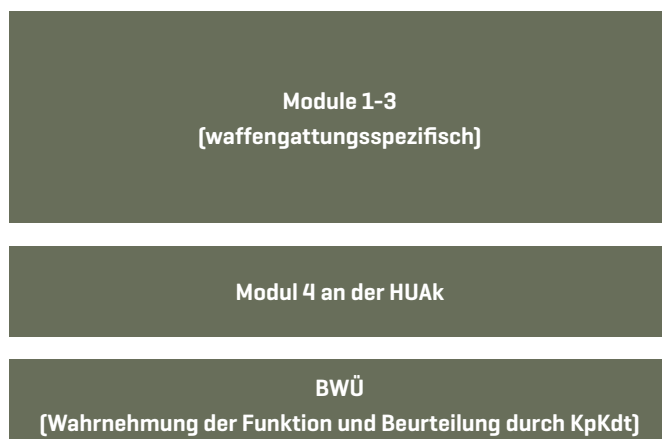 Module 1-3
(waffengattungsspezifisch)
Modul 4 an der HUAk
BWÜ
(Wahrnehmung der Funktion und Beurteilung durch KpKdt)